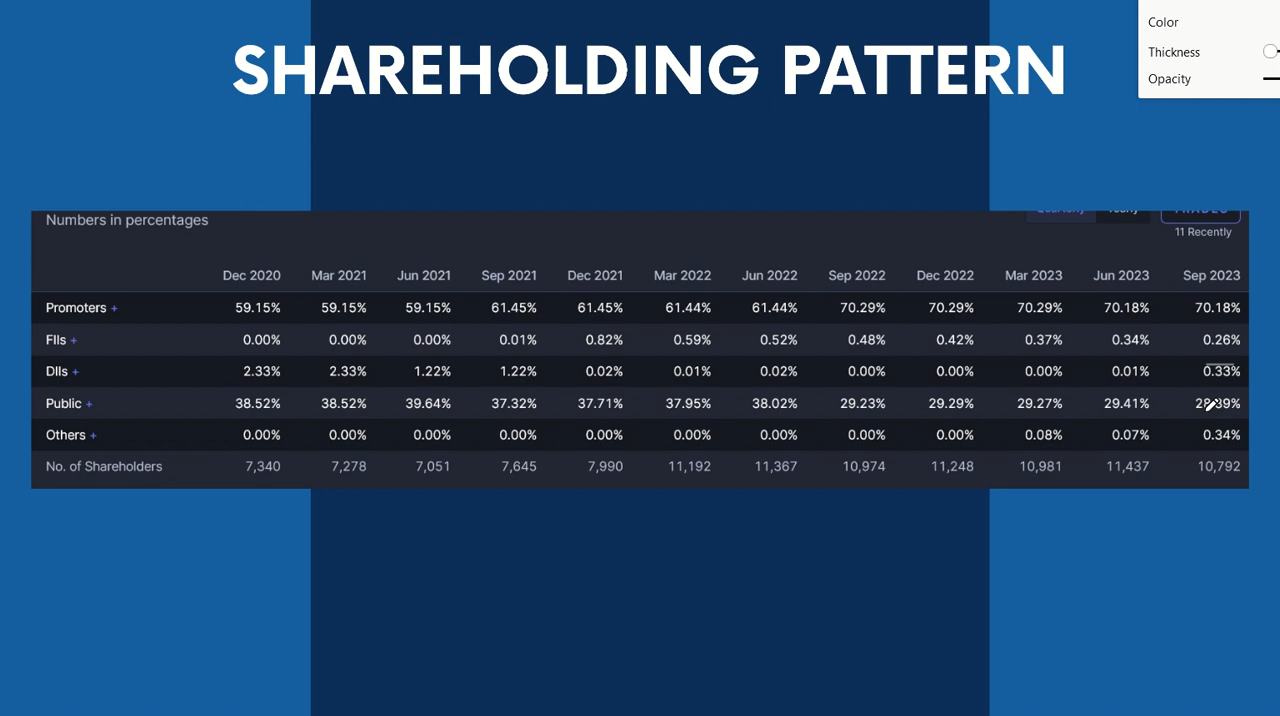 SHAREHOLDING PATTERN
Color
Thickness
Opacity
Numbers in percentages
11 Recently
Dec 2020 Mar 2021 Jun 2021 Sep 2021 Dec 2021 Mar 2022 Jun 2022 Sep 2022 Dec 2022 Mar 2023 Jun 2023 Sep 2023
Promoters + 59.15% 59.15% 59.15% 61.45% 61.45% 61.44% 61.44% 70.29% 70.29% 70.29% 70.18% 70.18%
FIIs + 0.00% 0.00% 0.00% 0.01% 0.82% 0.59% 0.52% 0.48% 0.42% 0.37% 0.34% 0.26%
DIIs + 2.33% 2.33% 1.22% 1.22% 0.02% 0.01% 0.02% 0.00% 0.00% 0.00% 0.01% 0.33%
Public + 38.52% 38.52% 39.64% 37.32% 37.71% 37.95% 38.02% 29.23% 29.29% 29.27% 29.41%
Others + 0.00% 0.00% 0.00% 0.00% 0.00% 0.00% 0.00% 0.00% 0.00% 0.08% 0.07% 0.34%
No. of Shareholders 7,340 7,278 7,051 7,645 7,990 11,192 11,367 10,974 11,248 10,981 11,437 10,792